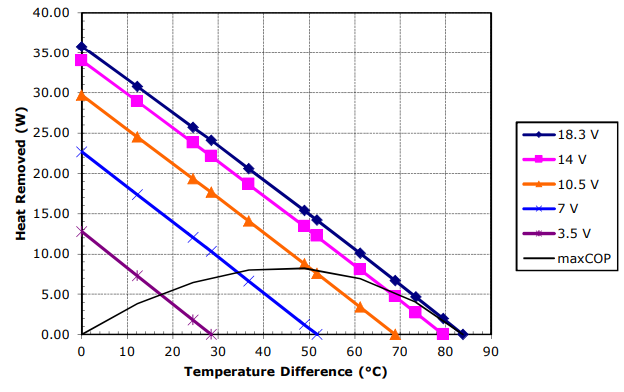 40.00
35.00
30.00
25.00
20.00
15.00
10.00
5.00
0.00
Heat Removed (W)
0 10 20 30 40 50 60 70 80 90
Temperature Difference (°C)
18.3 V
14 V
10.5 V
7 V
3.5 V
maxCOP